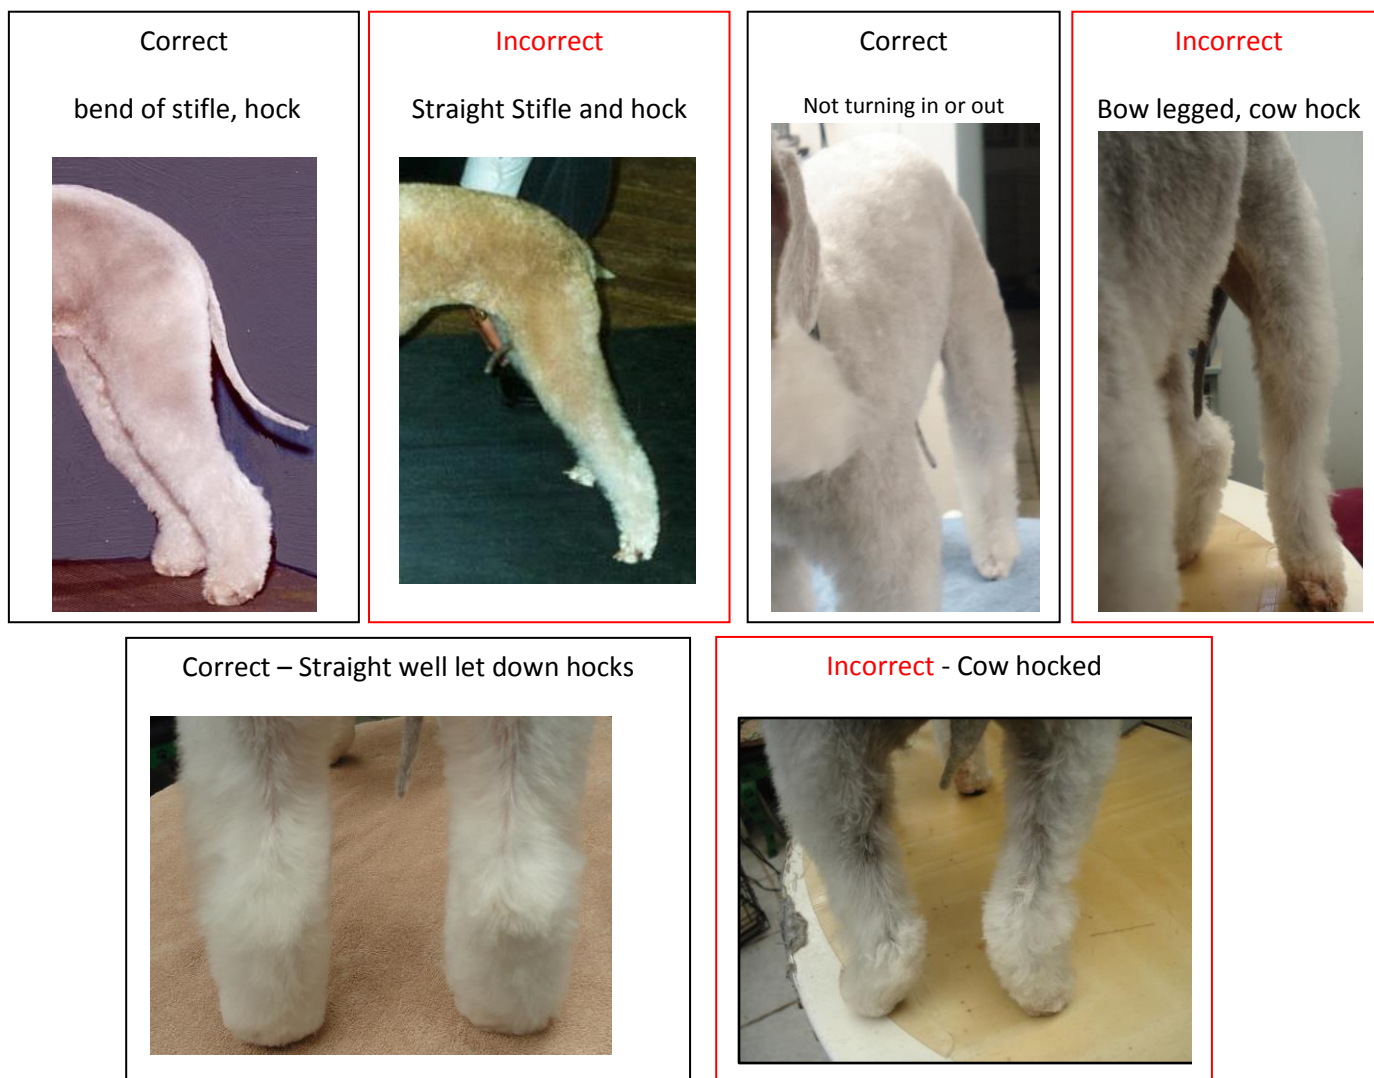 Correct
bend of stifle, hock
Incorrect
Straight Stifle and hock
Correct
Not turning in or out
Incorrect
Bow legged, cow hock
Correct – Straight well let down hocks
Incorrect - Cow hocked